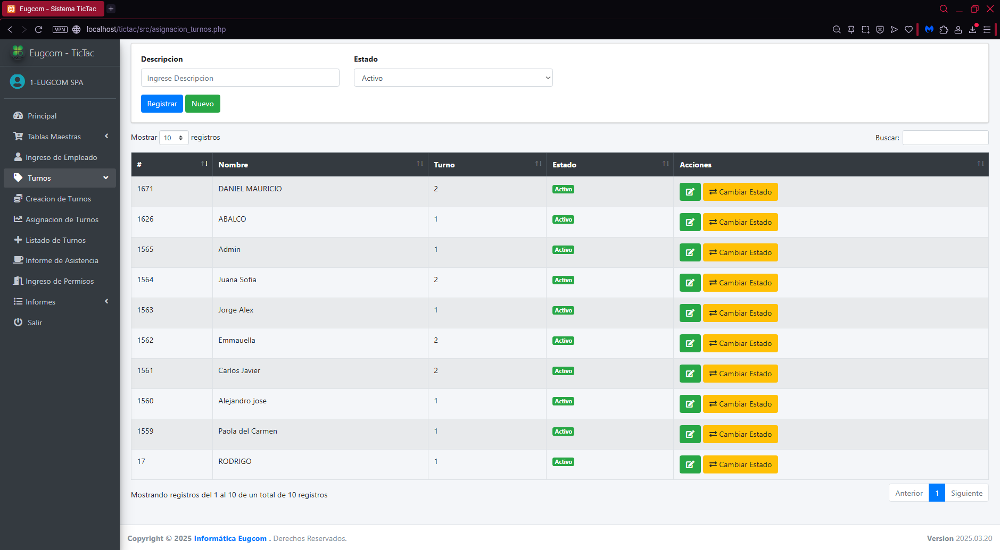 Eugcom - Sistema TicTac
VPN localhost/tictac/src/asignacion_turnos.php
Eugcom - TicTac
1-EUGCOM SPA
Principal
Tablas Maestras
Ingreso de Empleado
Turnos
Creacion de Turnos
Asignacion de Turnos
Listado de Turnos
Informe de Asistencia
Ingreso de Permisos
Informes
Salir
Descripcion Estado
Ingrese Descripcion Activo
Registrar Nuevo
Mostrar 10 registros Buscar:
# Nombre Turno Estado Acciones
1671 DANIEL MAURICIO 2 Activo Cambiar Estado
1626 ABALCO 1 Activo Cambiar Estado
1565 Admin 1 Activo Cambiar Estado
1564 Juana Sofia 2 Activo Cambiar Estado
1563 Jorge Alex 1 Activo Cambiar Estado
1562 Emmauella 2 Activo Cambiar Estado
1561 Carlos Javier 2 Activo Cambiar Estado
1560 Alejandro jose 1 Activo Cambiar Estado
1559 Paola del Carmen 1 Activo Cambiar Estado
17 RODRIGO 1 Activo Cambiar Estado
Mostrando registros del 1 al 10 de un total de 10 registros Anterior 1 Siguiente
Copyright © 2025 Informática Eugcom . Derechos Reservados. Version 2025.03.20